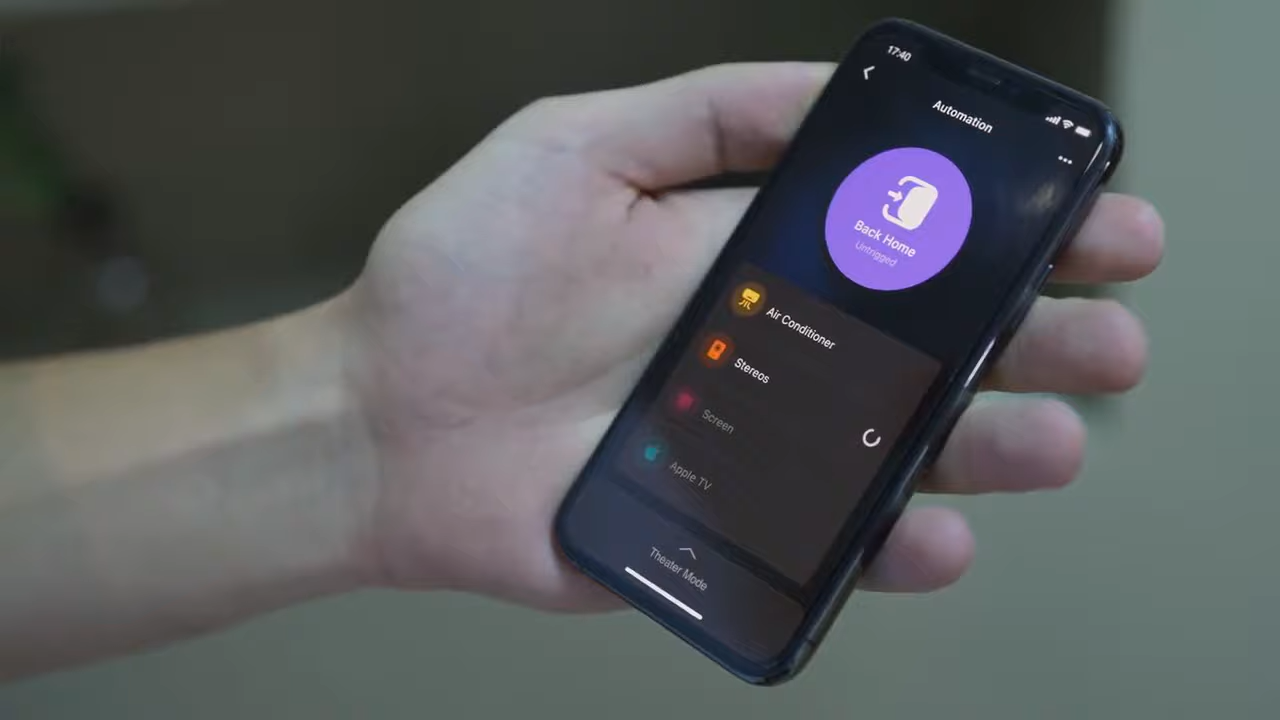 17:40
Automation
Back Home
Untrigged
Air Conditioner
Stereos
Screen
Apple TV
Theater Mode